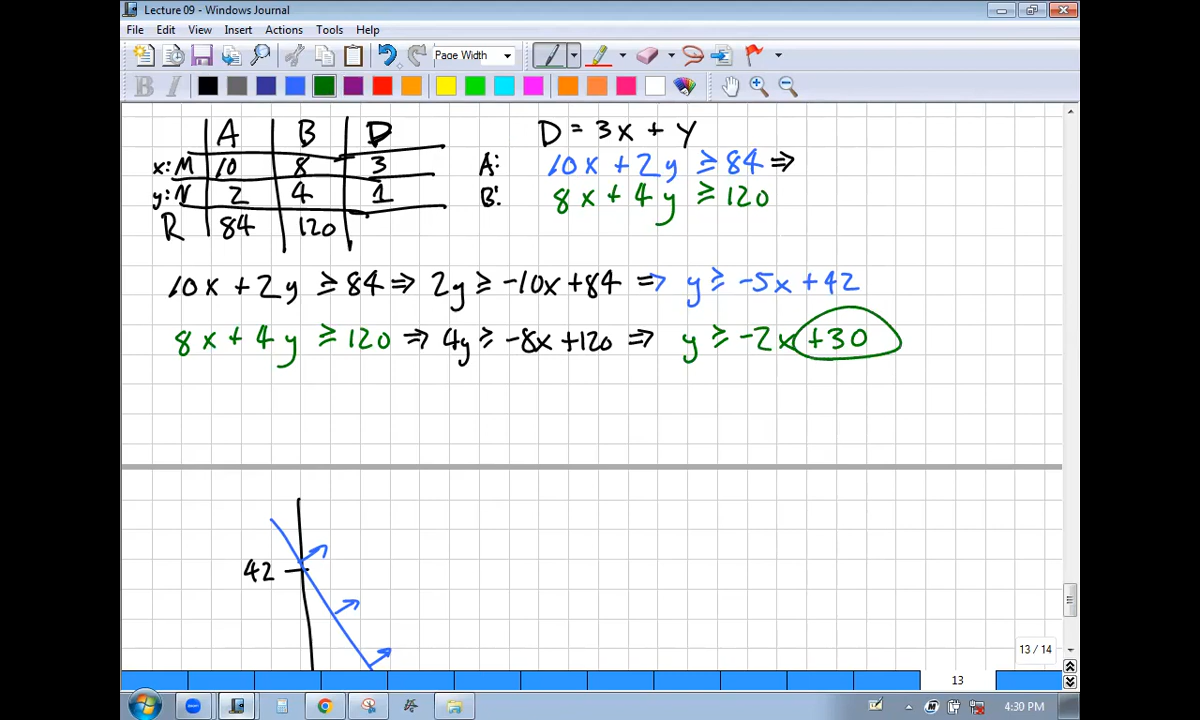 Lecture 09 - Windows Journal
File Edit View Insert Actions Tools Help
Page Width
B I
A B D
x: M 10 8 3
y: N 2 4 1
R 84 120
D = 3x + y
A: 10x + 2y ≥ 84 ⇒
B: 8x + 4y ≥ 120
10x + 2y ≥ 84 ⇒ 2y ≥ -10x + 84 ⇒ y ≥ -5x + 42
8x + 4y ≥ 120 ⇒ 4y ≥ -8x + 120 ⇒ y ≥ -2x + 30
42
13 / 14
13
4:30 PM